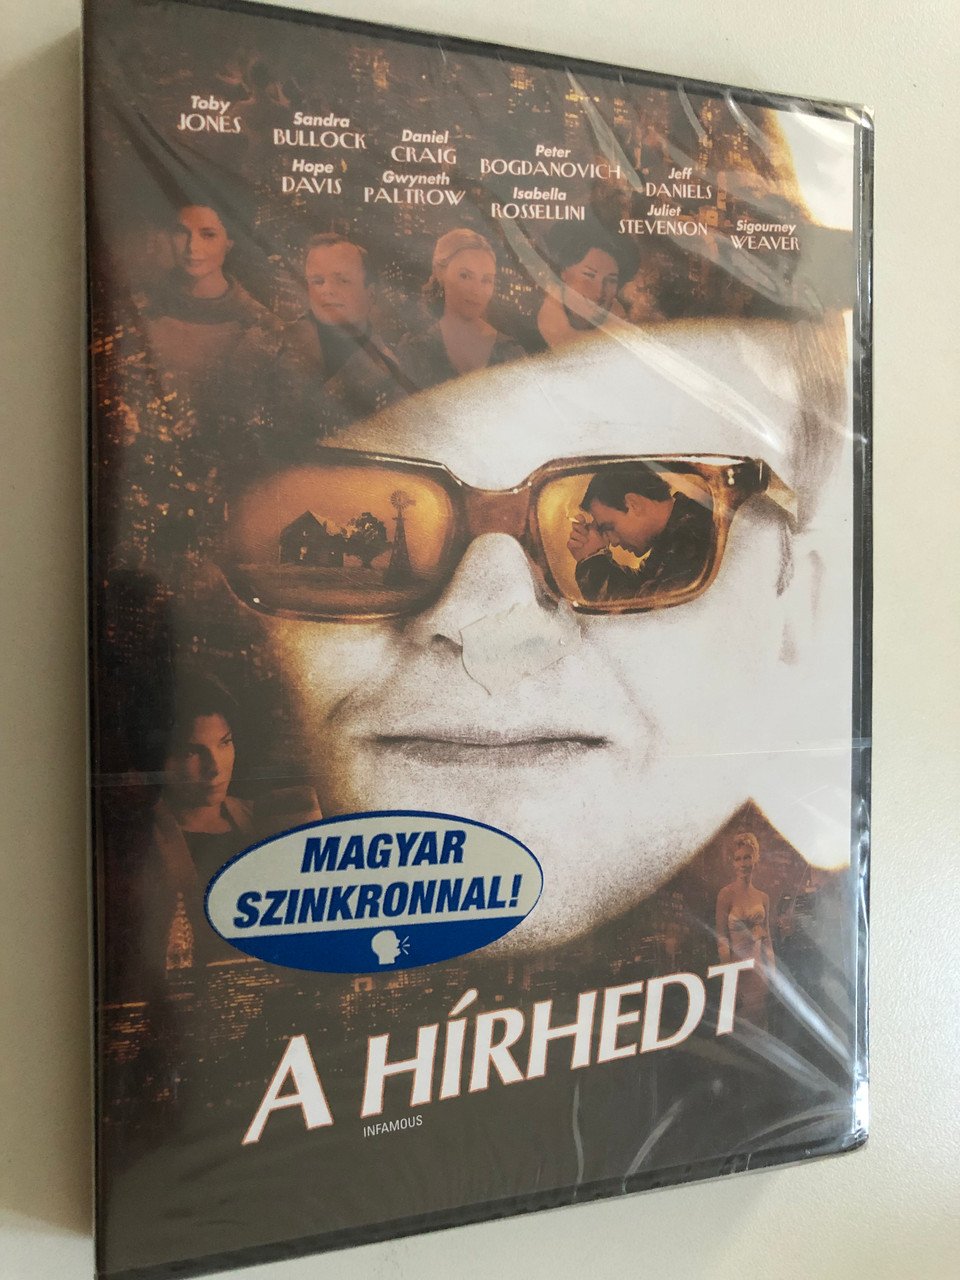 Toby
JONES
Sandra
BULLOCK
Daniel
CRAIG
Peter
BOGDANOVICH
Jeff
DANIELS
Hope
DAVIS
Gwyneth
PALTROW
Isabella
ROSSELLINI
Juliet
STEVENSON
Sigourney
WEAVER
MAGYAR
SZINKRONNAL!
A HÍRHEDT
INFAMOUS